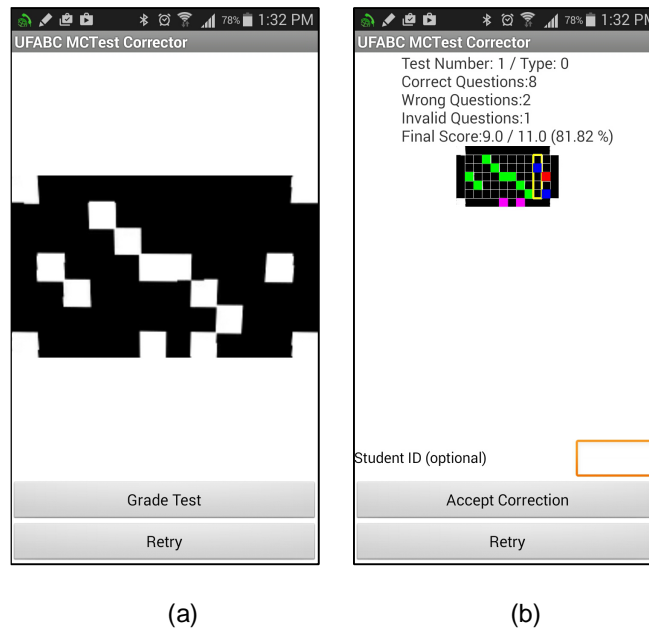 78% 1:32 PM
UFABC MCTest Corrector
Grade Test
Retry
(a)
78% 1:32 PM
UFABC MCTest Corrector
Test Number: 1 / Type: 0
Correct Questions:8
Wrong Questions:2
Invalid Questions:1
Final Score:9.0 / 11.0 (81.82 %)
Student ID (optional)
Accept Correction
Retry
(b)